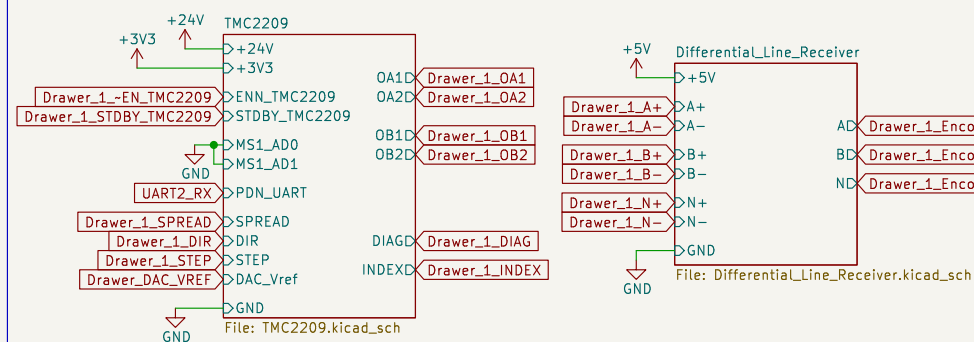 TMC2209
+24V
+3V3
+24V
+3V3
Drawer_1_~EN_TMC2209
ENN_TMC2209
Drawer_1_STDBY_TMC2209
STDBY_TMC2209
MS1_AD0
MS1_AD1
GND
UART2_RX
PDN_UART
Drawer_1_SPREAD
SPREAD
Drawer_1_DIR
DIR
Drawer_1_STEP
STEP
Drawer_DAC_VREF
DAC_Vref
GND
GND
OA1
Drawer_1_OA1
OA2
Drawer_1_OA2
OB1
Drawer_1_OB1
OB2
Drawer_1_OB2
DIAG
Drawer_1_DIAG
INDEX
Drawer_1_INDEX
File: TMC2209.kicad_sch
Differential_Line_Receiver
+5V
+5V
Drawer_1_A+
A+
Drawer_1_A-
A-
Drawer_1_B+
B+
Drawer_1_B-
B-
Drawer_1_N+
N+
Drawer_1_N-
N-
GND
GND
A
Drawer_1_Enco
B
Drawer_1_Enco
N
Drawer_1_Enco
File: Differential_Line_Receiver.kicad_sch